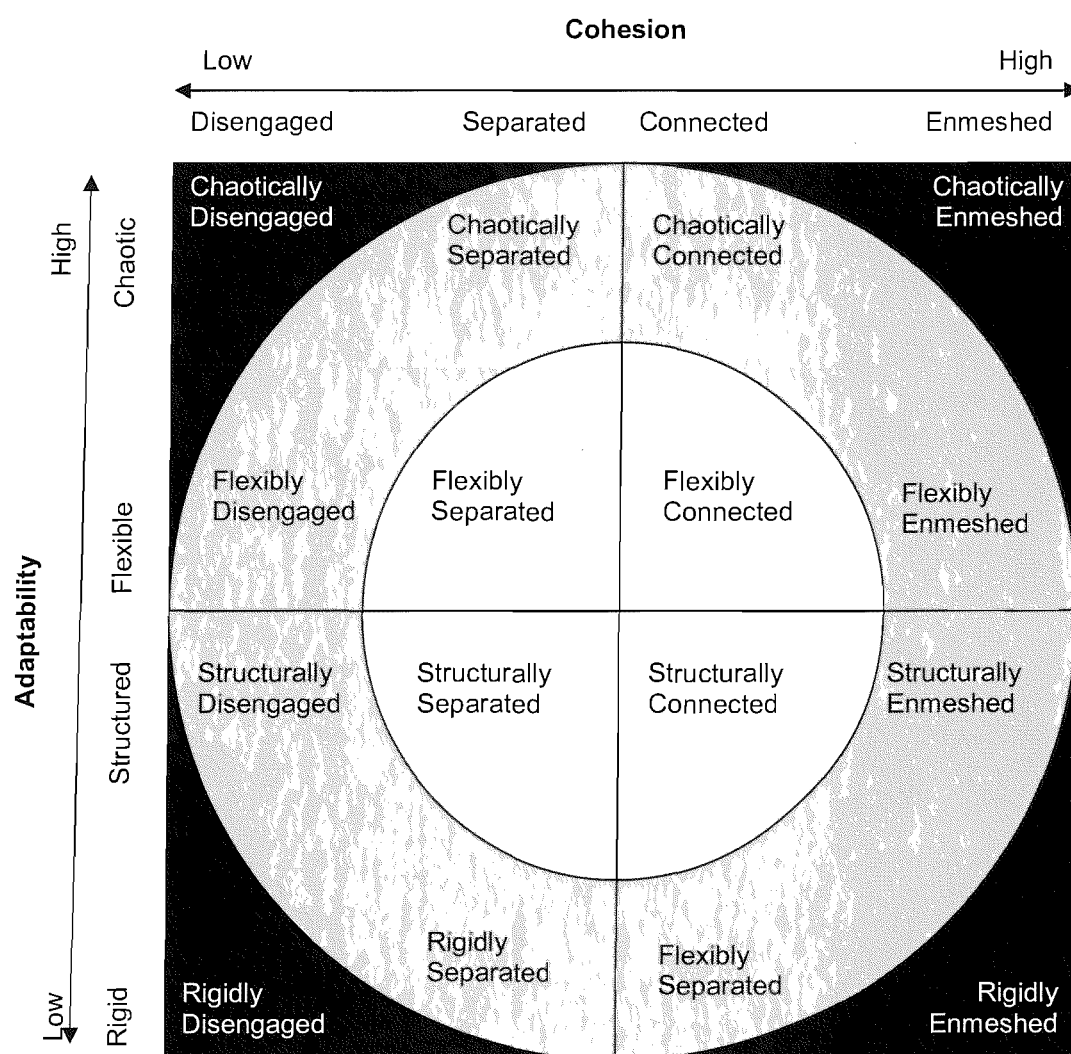 Cohesion
Low
High
Disengaged
Separated
Connected
Enmeshed
Adaptability
High
Chaotic
Flexible
Structured
Low
Rigid
Chaotically
Disengaged
Chaotically
Separated
Chaotically
Connected
Chaotically
Enmeshed
Flexibly
Disengaged
Flexibly
Separated
Flexibly
Connected
Flexibly
Enmeshed
Structurally
Disengaged
Structurally
Separated
Structurally
Connected
Structurally
Enmeshed
Rigidly
Disengaged
Rigidly
Separated
Flexibly
Separated
Rigidly
Enmeshed